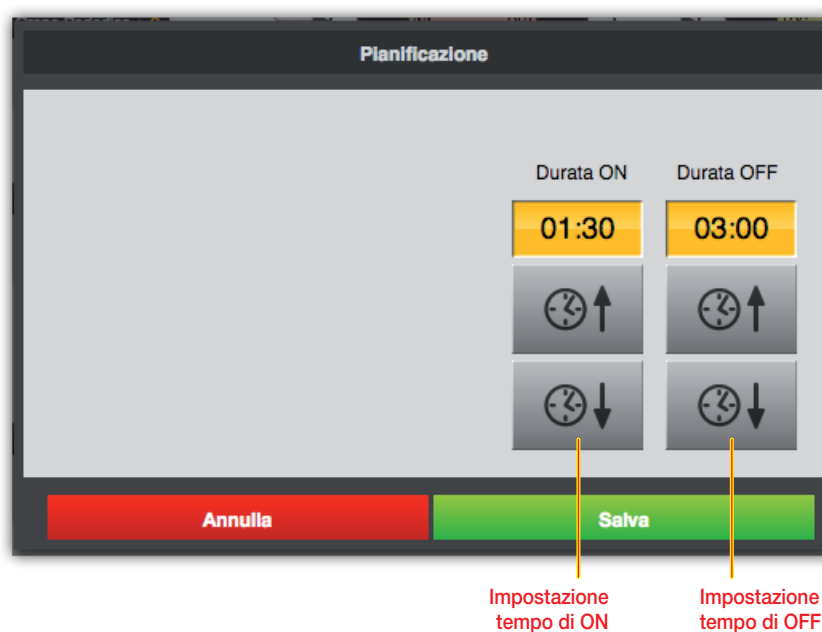 Pianificazione
Durata ON Durata OFF
01:30 03:00
Annulla Salva
Impostazione Impostazione
tempo di ON tempo di OFF